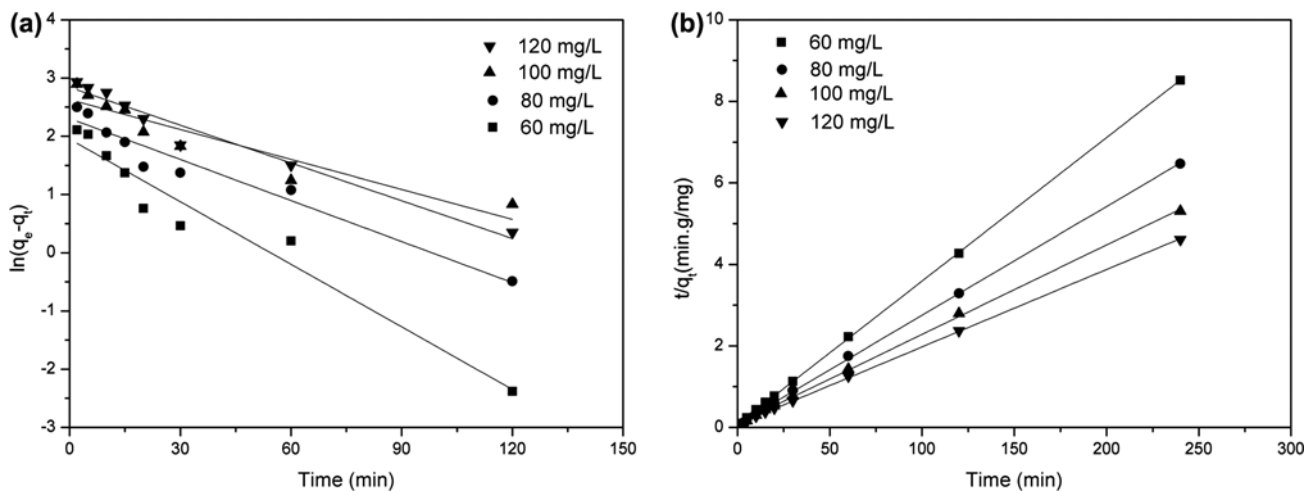 (a)
4
3
2
1
0
-1
-2
-3
ln(qe-qt)
0
30
60
90
120
150
Time (min)
120 mg/L
100 mg/L
80 mg/L
60 mg/L
(b)
10
8
6
4
2
0
t/qt(min.g/mg)
0
50
100
150
200
250
300
Time (min)
60 mg/L
80 mg/L
100 mg/L
120 mg/L